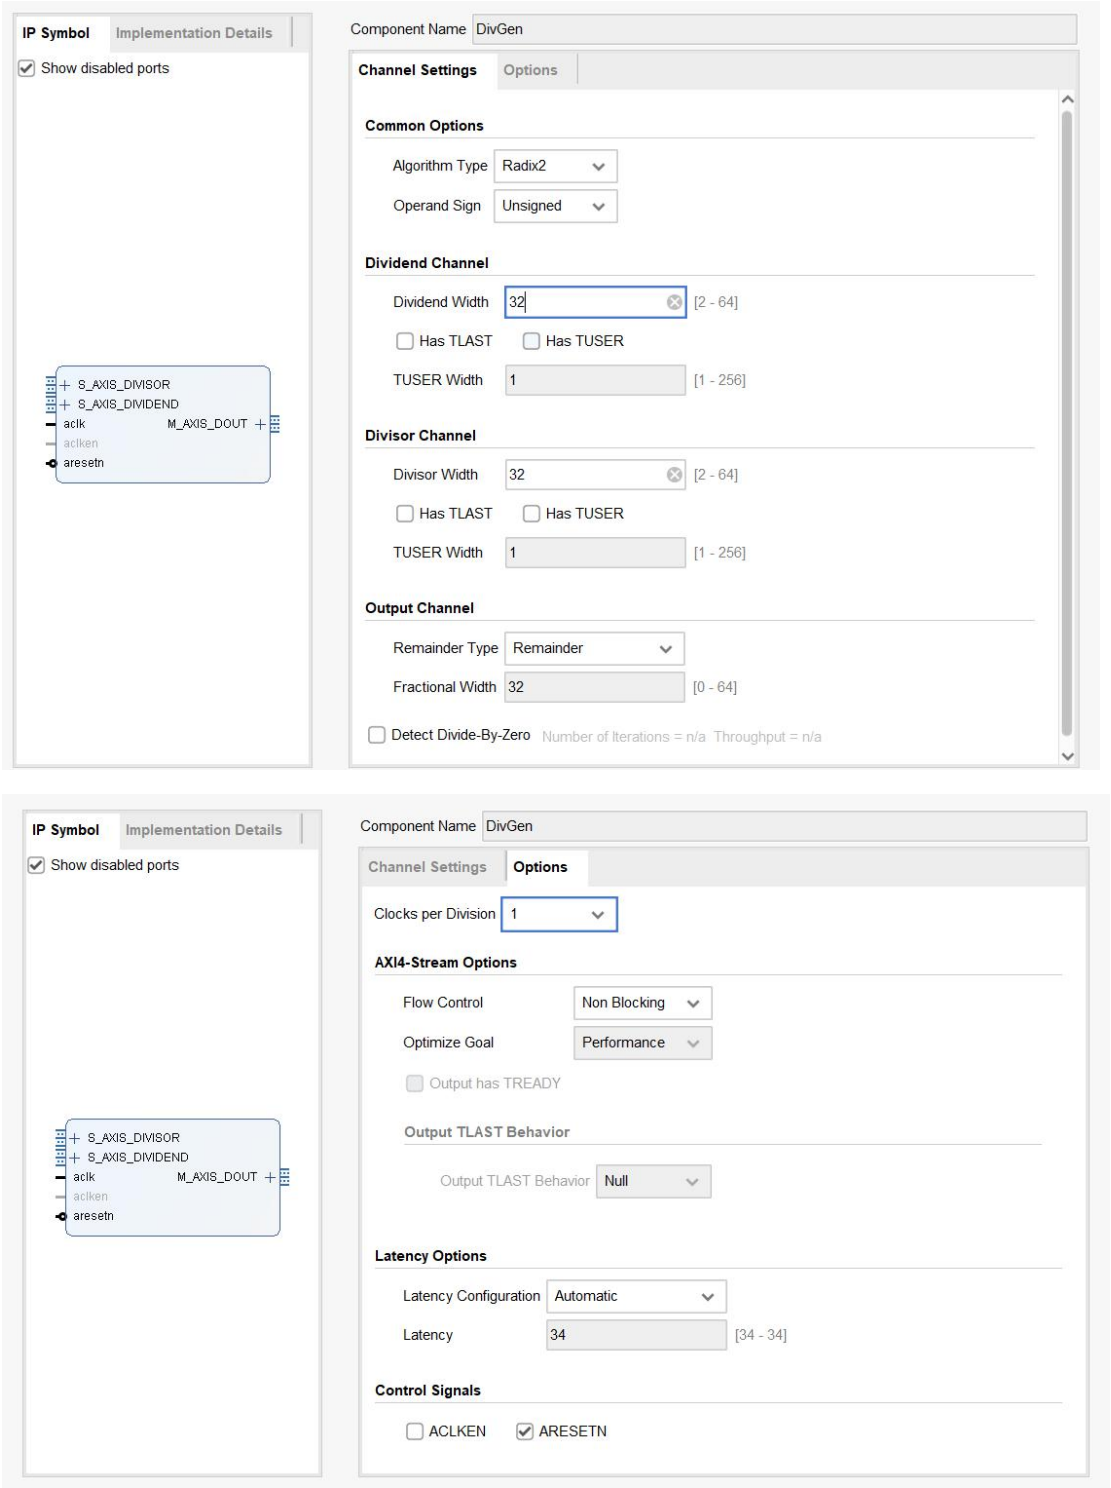 IP Symbol Implementation Details
Show disabled ports
S_AXIS_DIVISOR
S_AXIS_DIVIDEND
aclk M_AXIS_DOUT
aclken
aresetn
Component Name DivGen
Channel Settings Options
Common Options
Algorithm Type Radix2
Operand Sign Unsigned
Dividend Channel
Dividend Width 32 [2 - 64]
Has TLAST Has TUSER
TUSER Width 1 [1 - 256]
Divisor Channel
Divisor Width 32 [2 - 64]
Has TLAST Has TUSER
TUSER Width 1 [1 - 256]
Output Channel
Remainder Type Remainder
Fractional Width 32 [0 - 64]
Detect Divide-By-Zero Number of Iterations = n/a Throughput = n/a
IP Symbol Implementation Details
Show disabled ports
S_AXIS_DIVISOR
S_AXIS_DIVIDEND
aclk M_AXIS_DOUT
aclken
aresetn
Component Name DivGen
Channel Settings Options
Clocks per Division 1
AXI4-Stream Options
Flow Control Non Blocking
Optimize Goal Performance
Output has TREADY
Output TLAST Behavior
Output TLAST Behavior Null
Latency Options
Latency Configuration Automatic
Latency 34 [34 - 34]
Control Signals
ACLKEN ARESETN